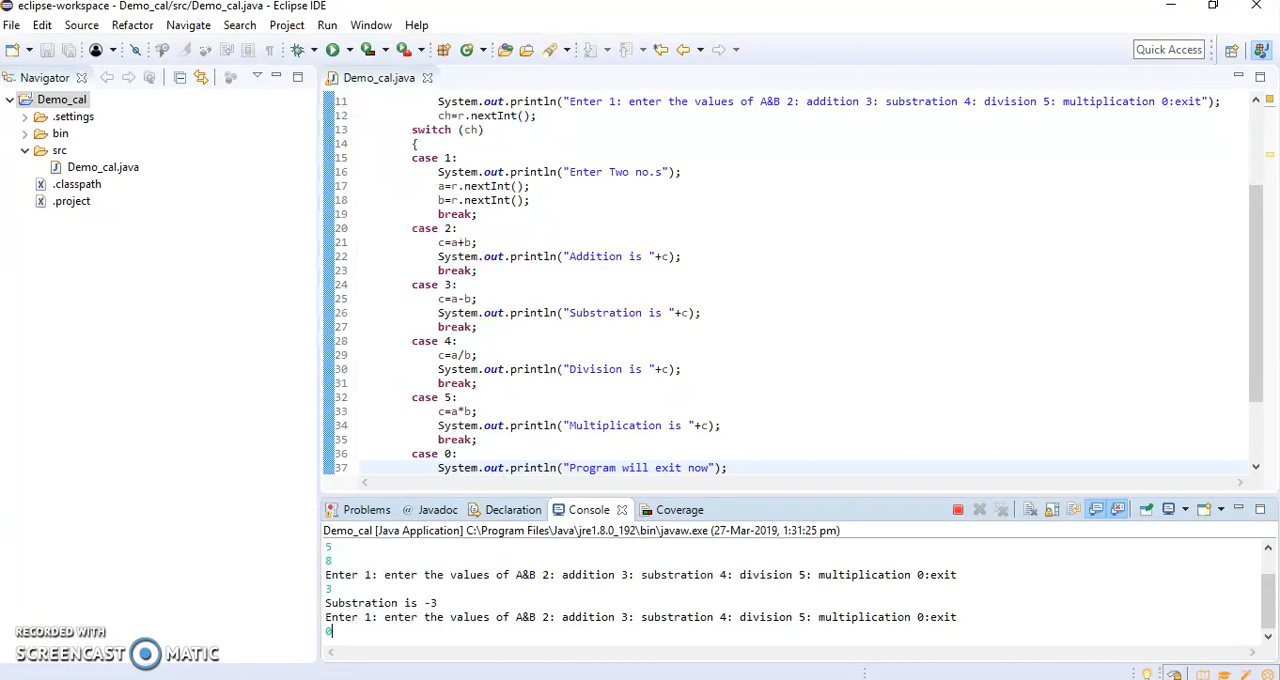 eclipse-workspace - Demo_cal/src/Demo_cal.java - Eclipse IDE
File Edit Source Refactor Navigate Search Project Run Window Help
Quick Access
Navigator
Demo_cal.java
Demo_cal
.settings
bin
src
Demo_cal.java
.classpath
.project
11 System.out.println("Enter 1: enter the values of A&B 2: addition 3: substration 4: division 5: multiplication 0:exit");
12 ch=r.nextInt();
13 switch (ch)
14 {
15 case 1:
16 System.out.println("Enter Two no.s");
17 a=r.nextInt();
18 b=r.nextInt();
19 break;
20 case 2:
21 c=a+b;
22 System.out.println("Addition is "+c);
23 break;
24 case 3:
25 c=a-b;
26 System.out.println("Substration is "+c);
27 break;
28 case 4:
29 c=a/b;
30 System.out.println("Division is "+c);
31 break;
32 case 5:
33 c=a*b;
34 System.out.println("Multiplication is "+c);
35 break;
36 case 0:
37 System.out.println("Program will exit now");
Problems @ Javadoc Declaration Console Coverage
Demo_cal [Java Application] C:\Program Files\Java\jre1.8.0_192\bin\javaw.exe (27-Mar-2019, 1:31:25 pm)
5
8
Enter 1: enter the values of A&B 2: addition 3: substration 4: division 5: multiplication 0:exit
3
Substration is -3
Enter 1: enter the values of A&B 2: addition 3: substration 4: division 5: multiplication 0:exit
0
RECORDED WITH
SCREENCAST MATIC